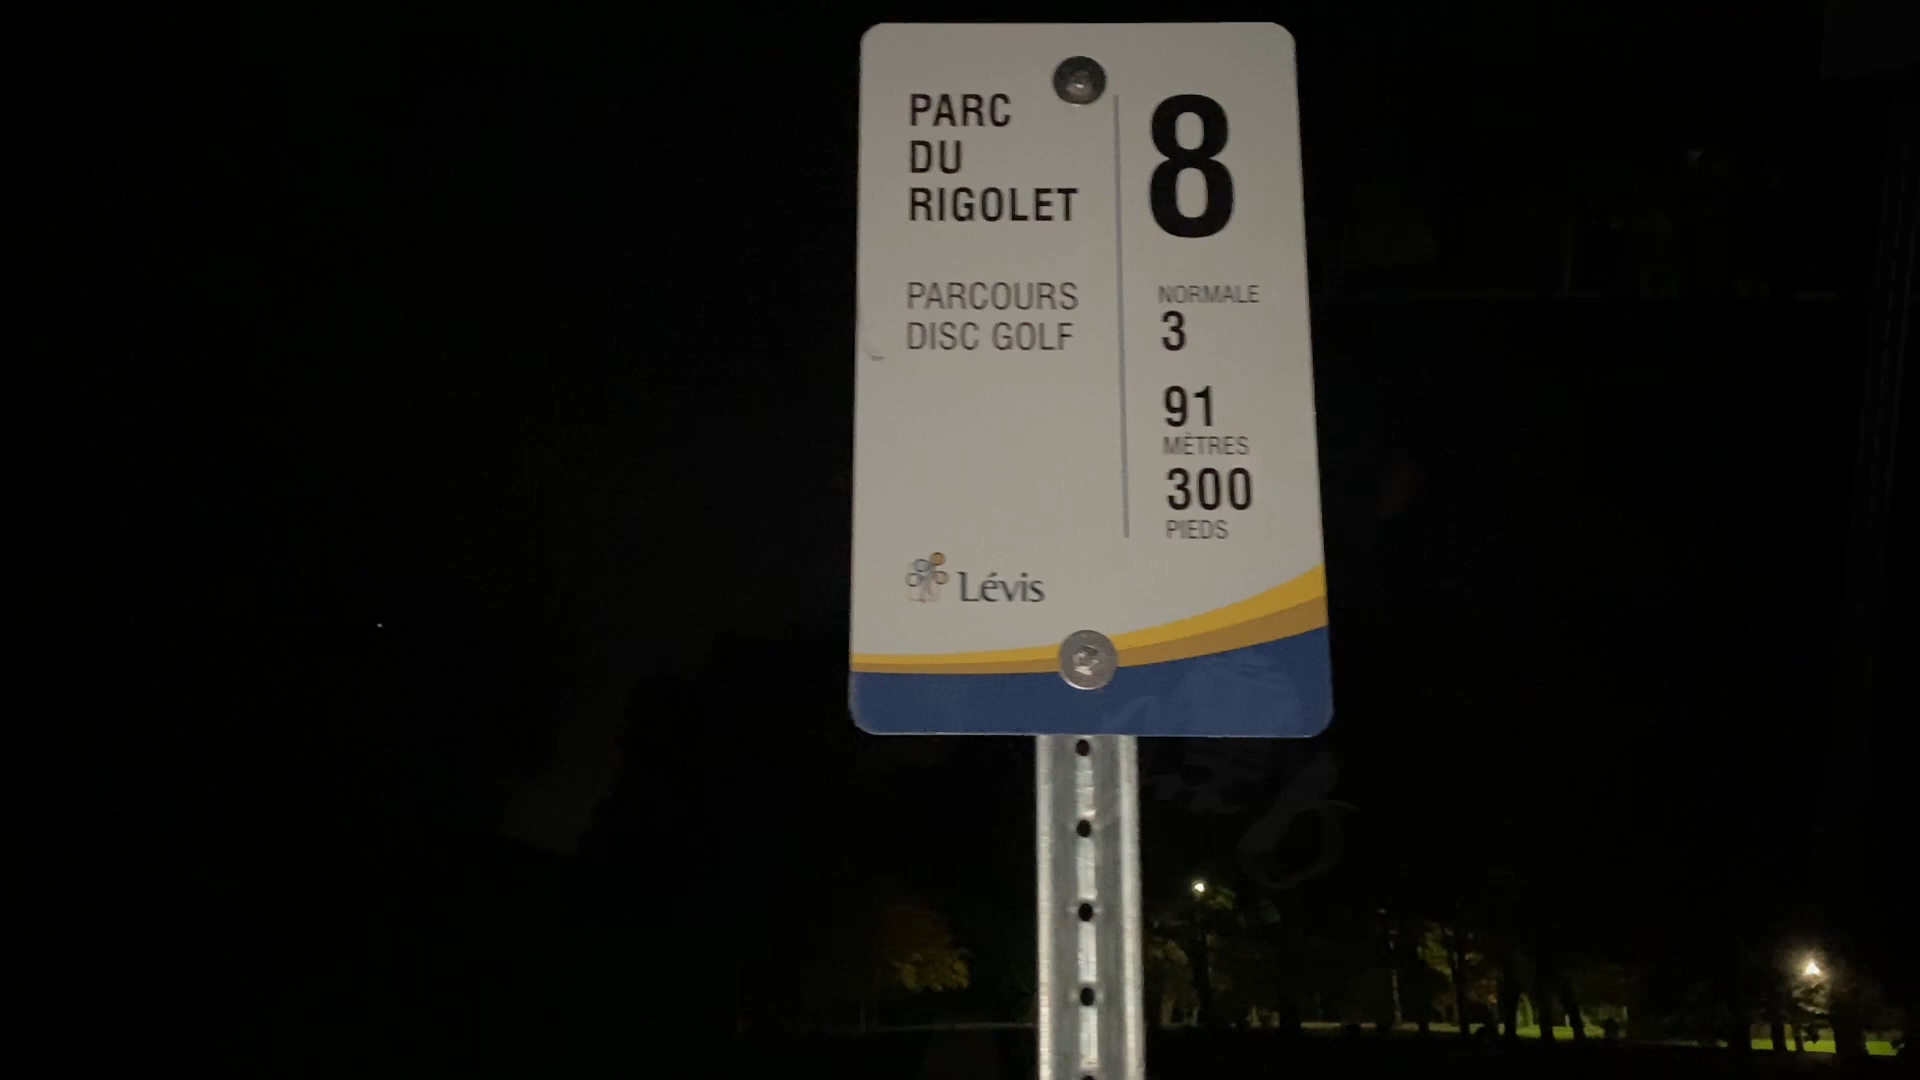 PARC
DU
RIGOLET
PARCOURS
DISC GOLF
8
NORMALE
3
91
MÈTRES
300
PIEDS
Lévis